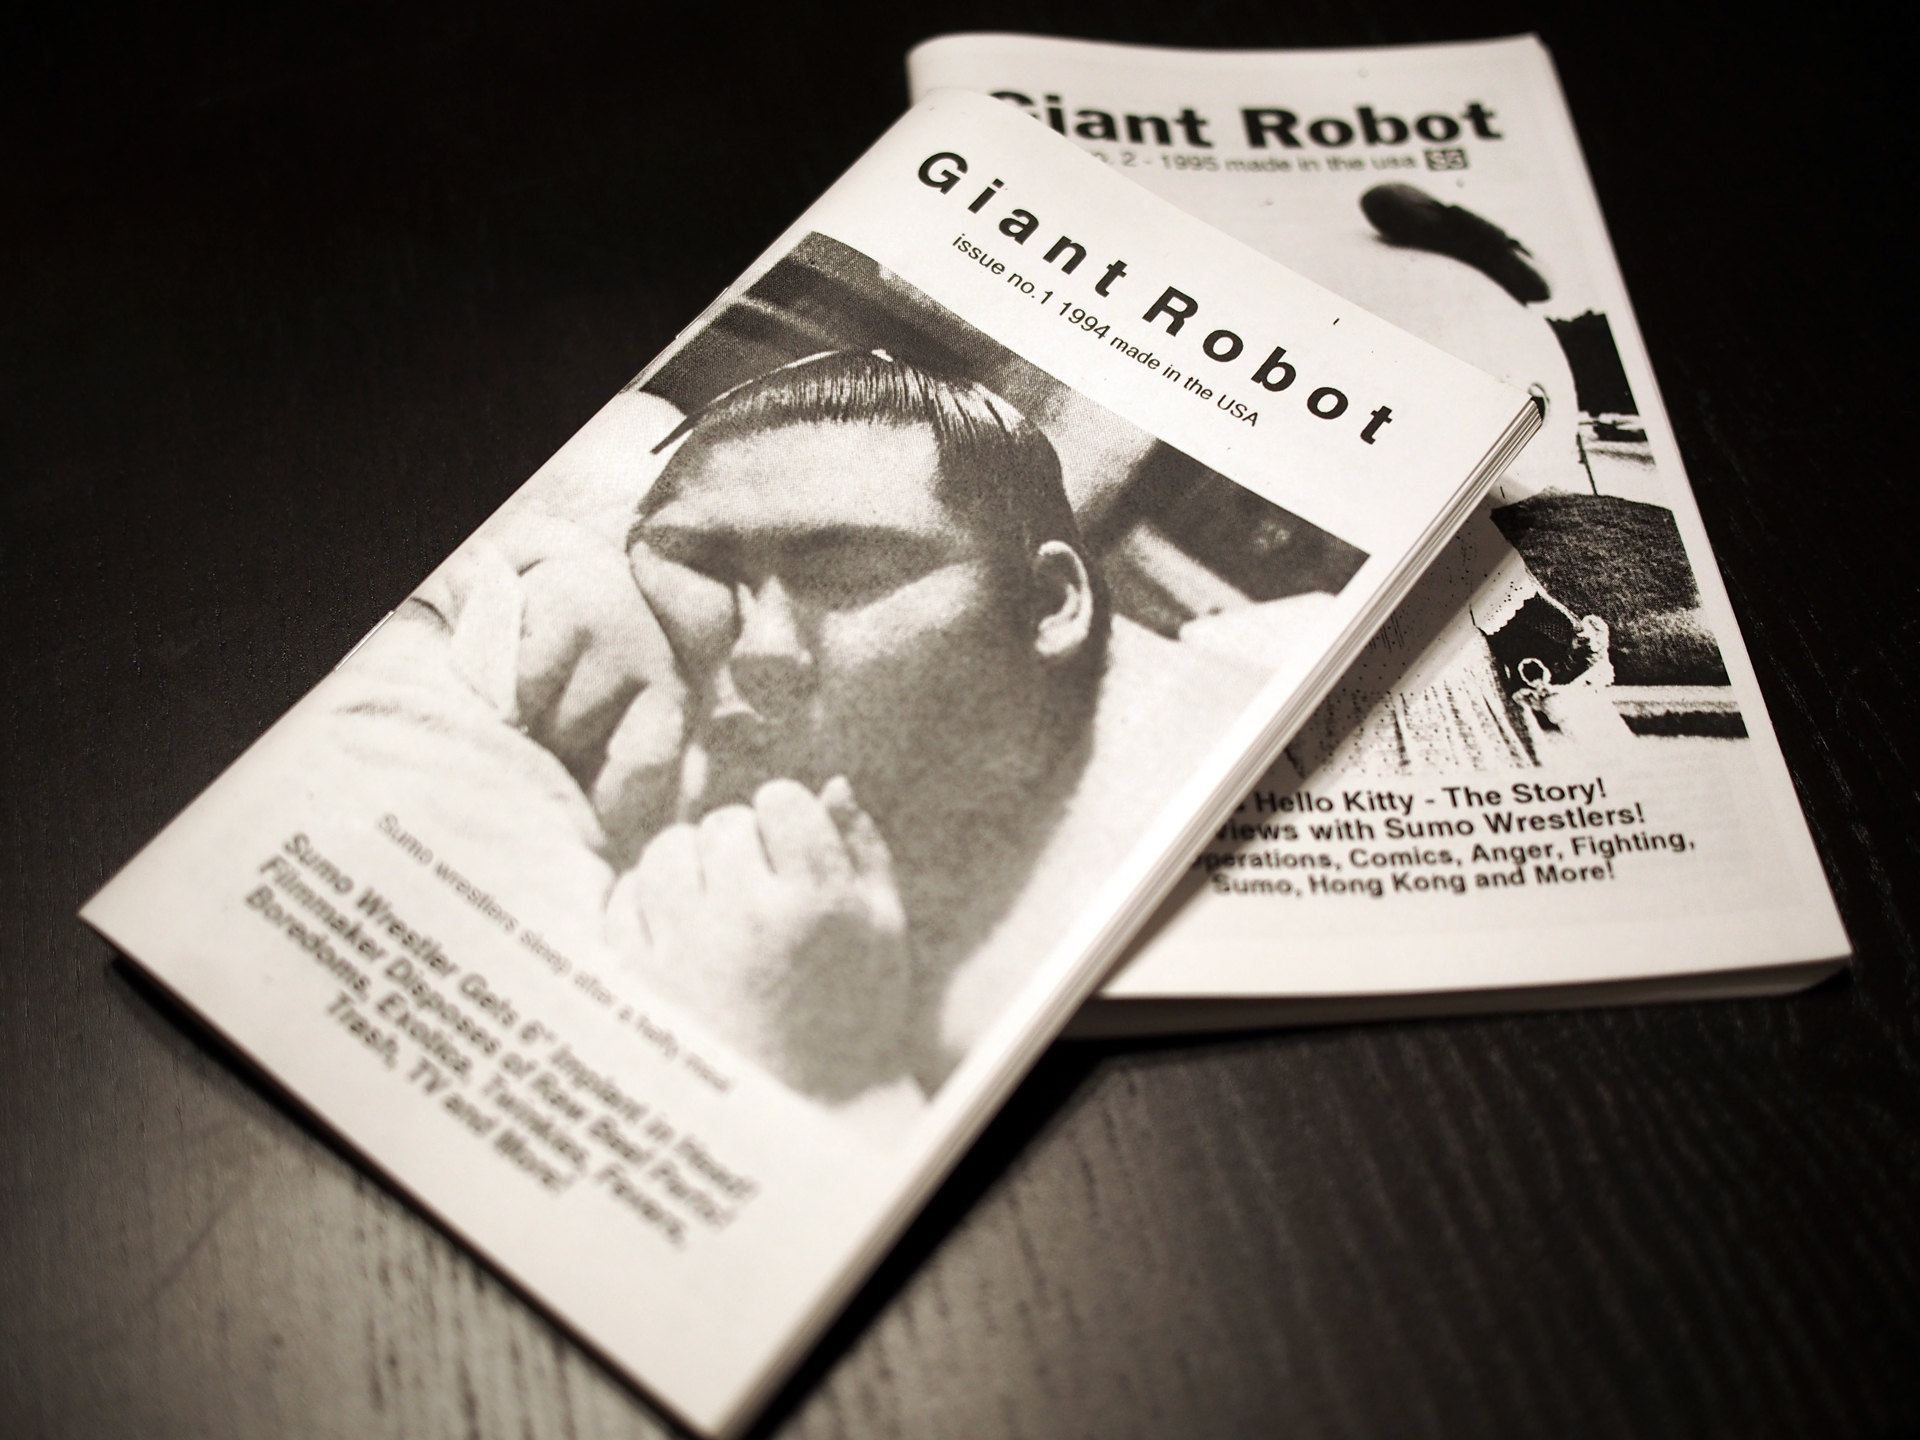 Giant Robot
issue no.1 1994 made in the USA
Sumo wrestlers sleep after a hefty meal
Sumo Wrestler Gets 6" Implant in Head!
Filmmaker Disposes of Raw Bad Parts!
Boredoms, Exotica, Twinkies, Fevers,
Trash, TV and More!
Giant Robot
no. 2 - 1995 made in the usa $5
Hello Kitty - The Story!
views with Sumo Wrestlers!
Operations, Comics, Anger, Fighting,
Sumo, Hong Kong and More!